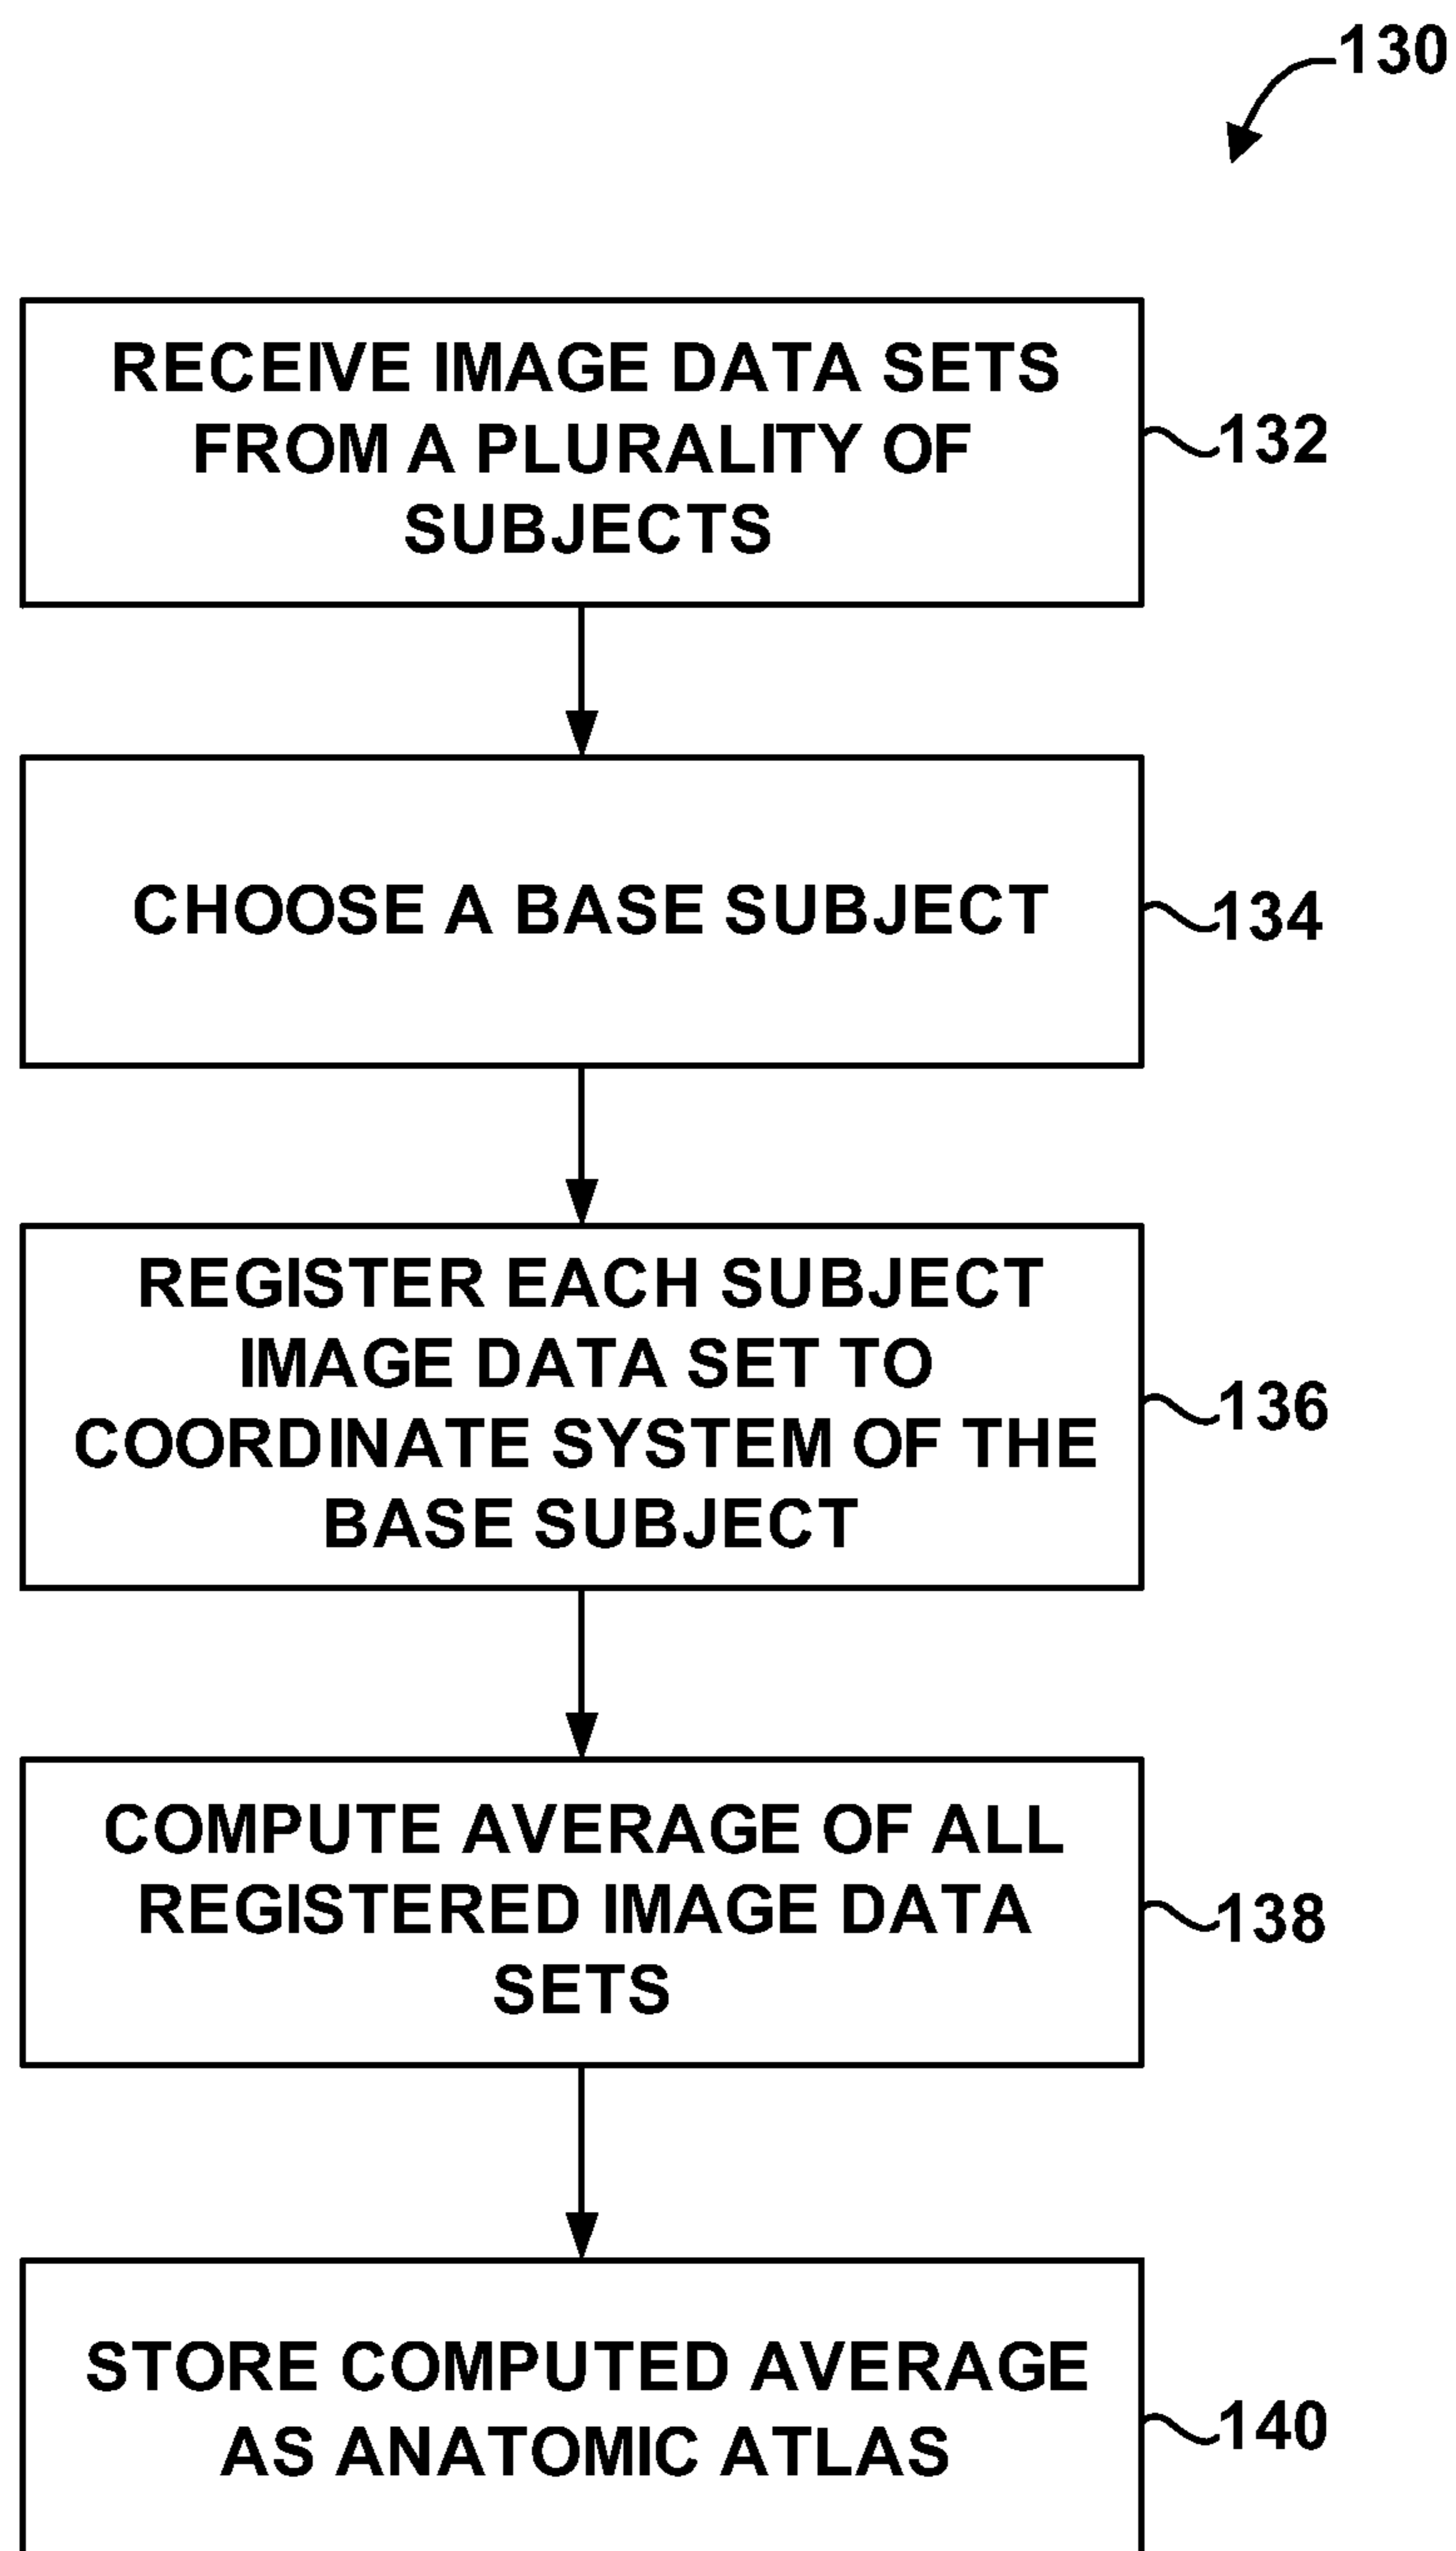 130
RECEIVE IMAGE DATA SETS
FROM A PLURALITY OF
SUBJECTS
132
CHOOSE A BASE SUBJECT
134
REGISTER EACH SUBJECT
IMAGE DATA SET TO
COORDINATE SYSTEM OF THE
BASE SUBJECT
136
COMPUTE AVERAGE OF ALL
REGISTERED IMAGE DATA
SETS
138
STORE COMPUTED AVERAGE
AS ANATOMIC ATLAS
140